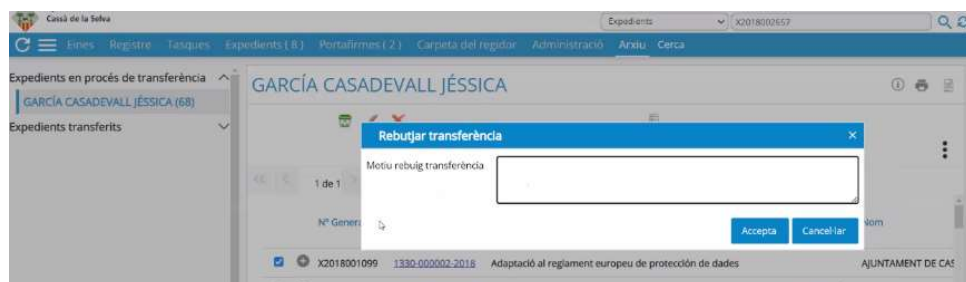 Cassà de la Selva
Expedients
X2018002657
Eines Registre Tasques Expedients ( 8 ) Portafirmes ( 2 ) Carpeta del regidor Administració Arxiu Cerca
Expedients en procés de transferència
GARCÍA CASADEVALL JÉSSICA (68)
Expedients transferits
GARCÍA CASADEVALL JÉSSICA
Rebutjar transferència
Motiu rebuig transferència
1 de 1
Accepta
Cancel·lar
Nº Genera
Nom
X2018001099 1330-000002-2018 Adaptació al reglament europeu de protección de dades AJUNTAMENT DE CAS